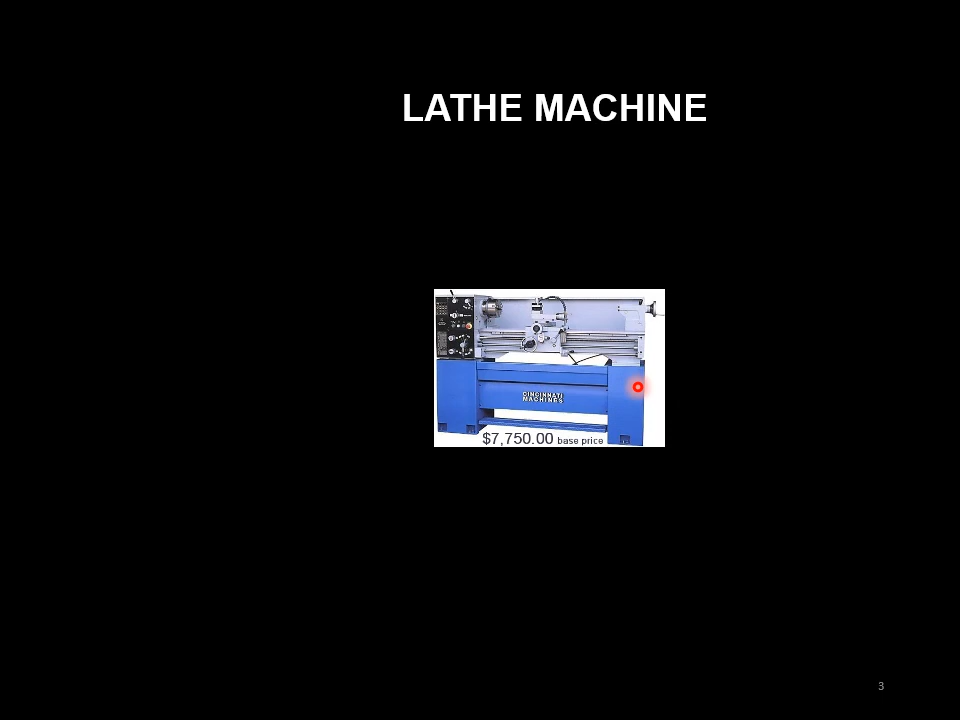 LATHE MACHINE
CINCINNATI
MACHINES
$7,750.00 base price
3